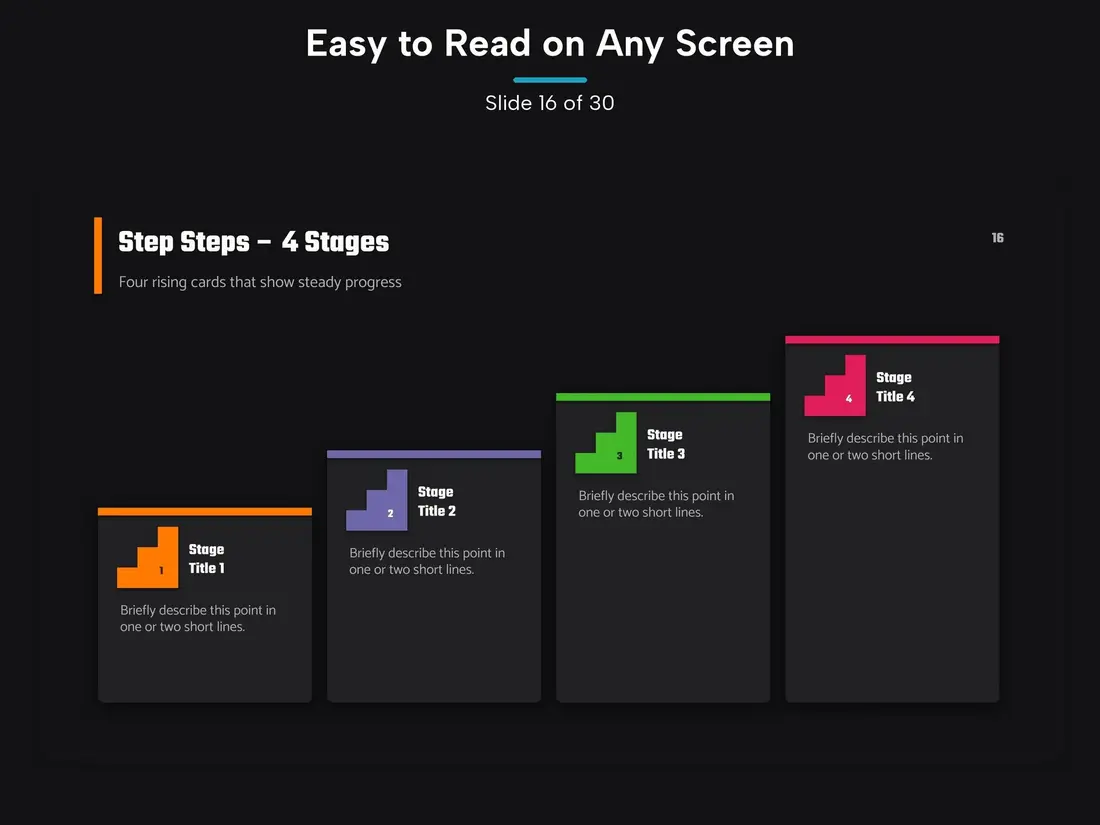 Easy to Read on Any Screen
Slide 16 of 30
Step Steps – 4 Stages
16
Four rising cards that show steady progress
1
Stage
Title 1
Briefly describe this point in
one or two short lines.
2
Stage
Title 2
Briefly describe this point in
one or two short lines.
3
Stage
Title 3
Briefly describe this point in
one or two short lines.
4
Stage
Title 4
Briefly describe this point in
one or two short lines.